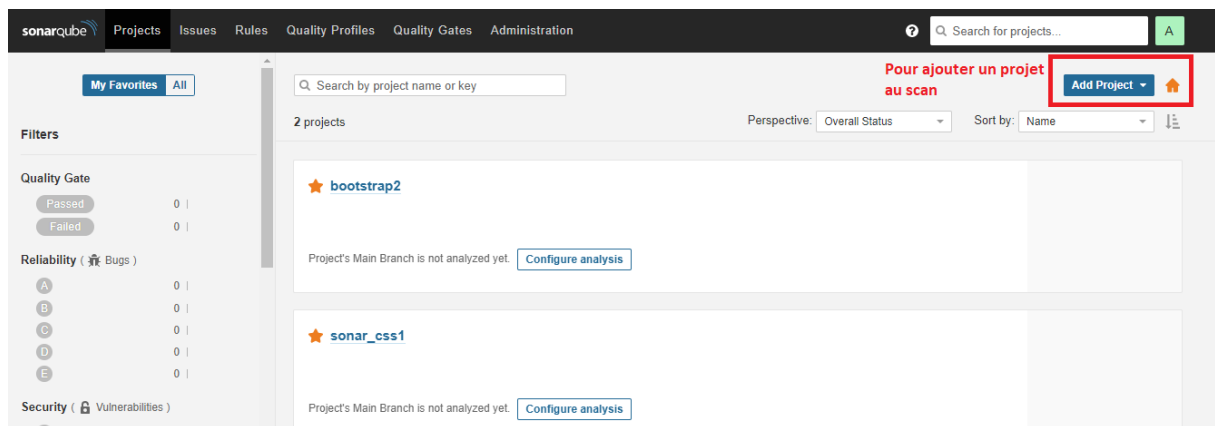 sonarqube Projects Issues Rules Quality Profiles Quality Gates Administration ? Search for projects... A
My Favorites All
Filters
Quality Gate
Passed 0
Failed 0
Reliability ( Bugs )
A 0
B 0
C 0
D 0
E 0
Security ( Vulnerabilities )
Search by project name or key
Pour ajouter un projet
au scan
Add Project
2 projects
Perspective: Overall Status Sort by: Name
bootstrap2
Project's Main Branch is not analyzed yet. Configure analysis
sonar_css1
Project's Main Branch is not analyzed yet. Configure analysis